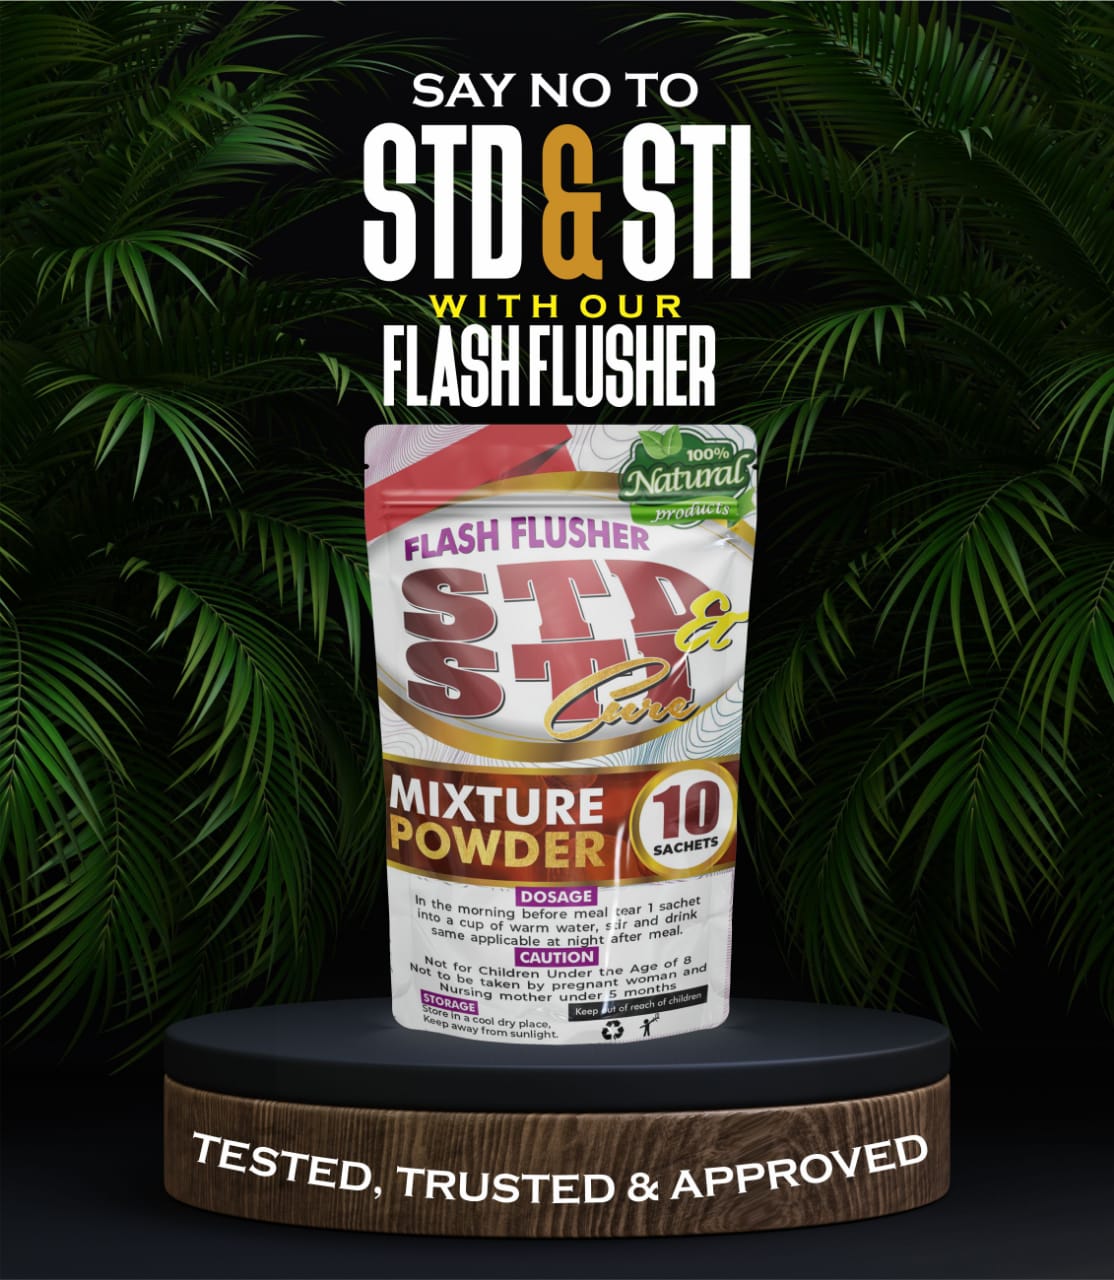 SAY NO TO
STD & STI
WITH OUR
FLASH FLUSHER
100%
Natural
products
FLASH FLUSHER
STD &
STI
Cure
MIXTURE
POWDER
10
SACHETS
DOSAGE
In the morning before meal tear 1 sachet
into a cup of warm water, stir and drink
same applicable at night after meal.
CAUTION
Not for Children Under the Age of 8
Not to be taken by pregnant woman and
Nursing mother under 5 months
STORAGE
Store in a cool dry place,
Keep away from sunlight.
Keep out of reach of children
TESTED, TRUSTED & APPROVED